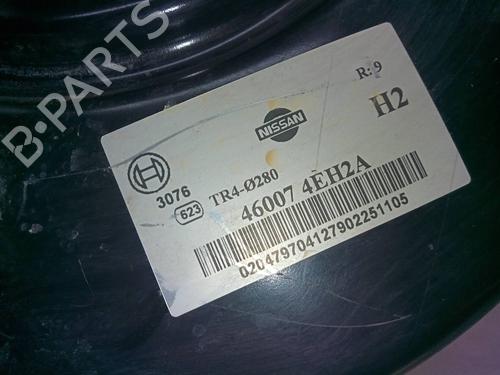 B-PARTS
R: 9
NISSAN
H2
3076
623
TR4-Ø280
46007 4EH2A
020479704127902251105